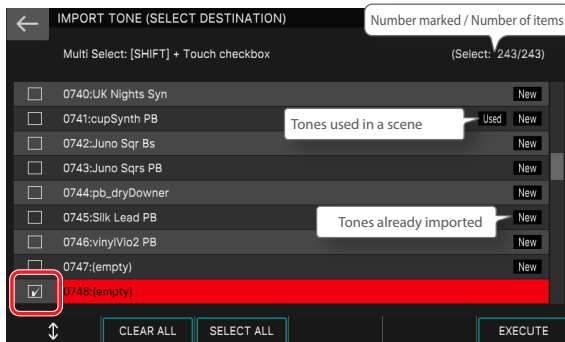 IMPORT TONE (SELECT DESTINATION)
Number marked / Number of items
Multi Select: [SHIFT] + Touch checkbox
(Select: 243/243)
0740:UK Nights Syn New
0741:cupSynth PB Used New
Tones used in a scene
0742:Juno Sqr Bs New
0743:Juno Sqrs PB New
0744:pb_dryDowner New
0745:Silk Lead PB New
Tones already imported
0746:vinylVio2 PB New
0747:(empty) New
0748:(empty)
CLEAR ALL SELECT ALL EXECUTE